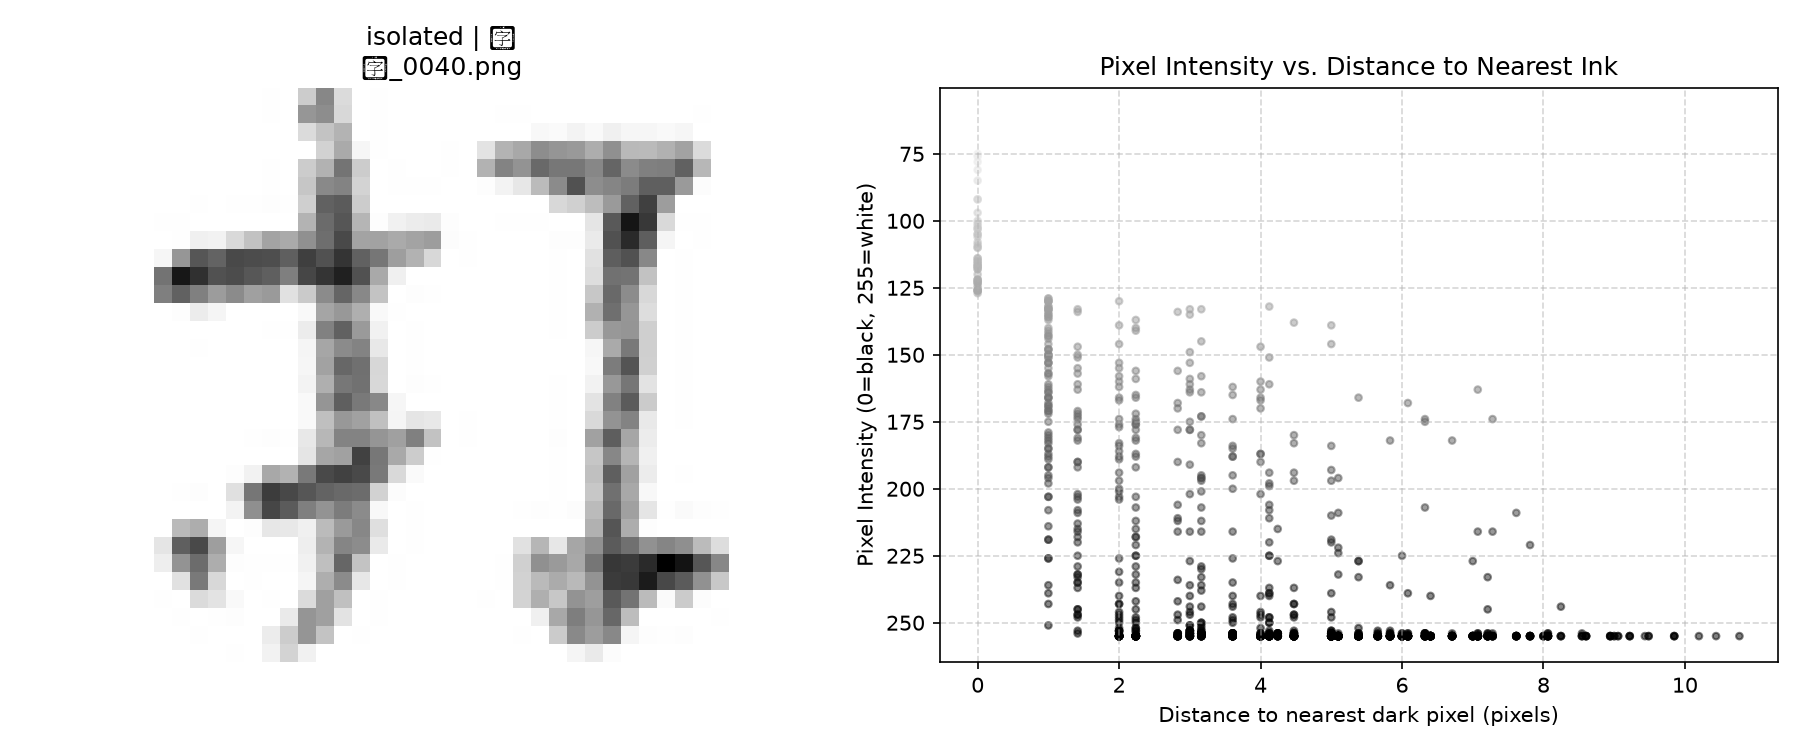 isolated |
_0040.png
扛
Pixel Intensity vs. Distance to Nearest Ink
Pixel Intensity (0=black, 255=white)
75
100
125
150
175
200
225
250
0 2 4 6 8 10
Distance to nearest dark pixel (pixels)